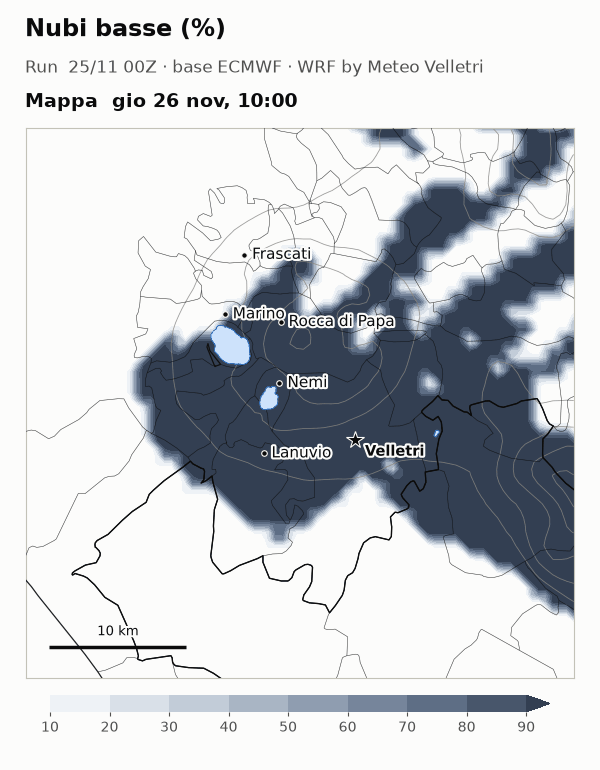 Nubi basse (%)
Run  25/11 00Z · base ECMWF · WRF by Meteo Velletri
Mappa  gio 26 nov, 10:00
Frascati
Marino
Rocca di Papa
Nemi
Velletri
Lanuvio
10 km
10 20 30 40 50 60 70 80 90